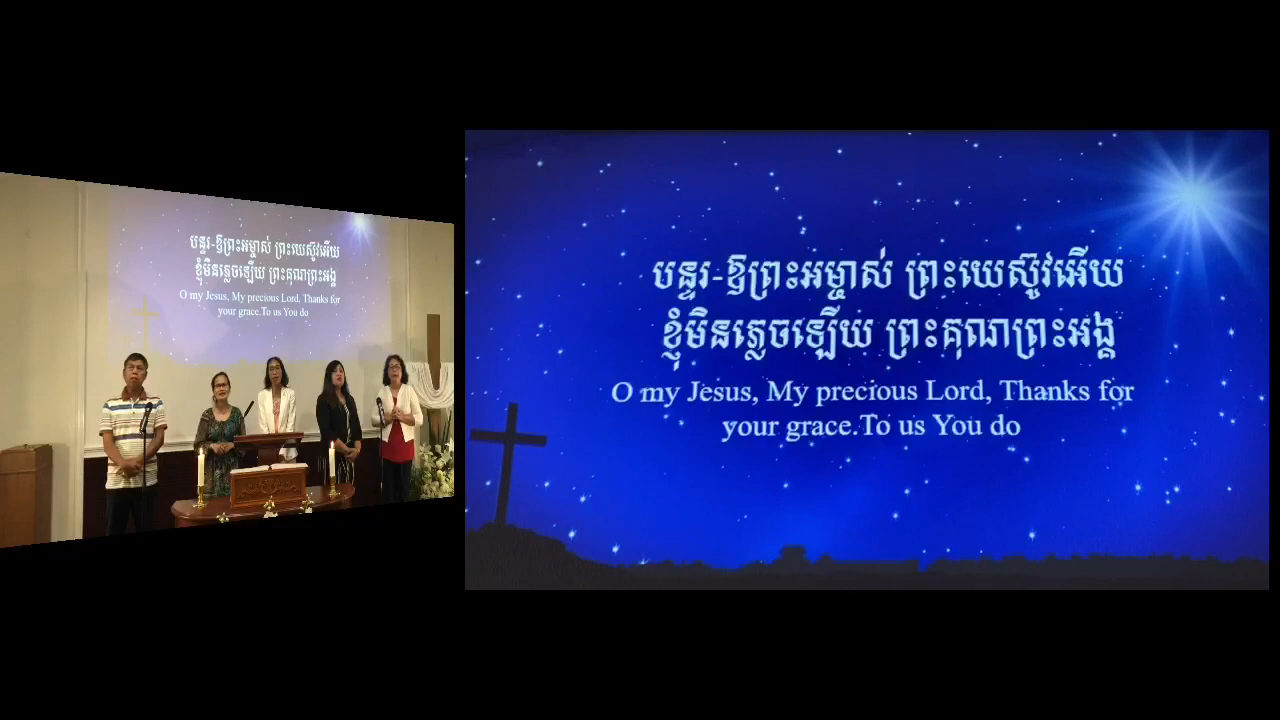 បន្ទរ-ឱព្រះអម្ចាស់ ព្រះយេស៊ូវអើយ
ខ្ញុំមិនភ្លេចឡើយ ព្រះគុណព្រះអង្គ
O my Jesus, My precious Lord, Thanks for
your grace.To us You do
បន្ទរ-ឱព្រះអម្ចាស់ ព្រះយេស៊ូវអើយ
ខ្ញុំមិនភ្លេចឡើយ ព្រះគុណព្រះអង្គ
O my Jesus, My precious Lord, Thanks for
your grace.To us You do